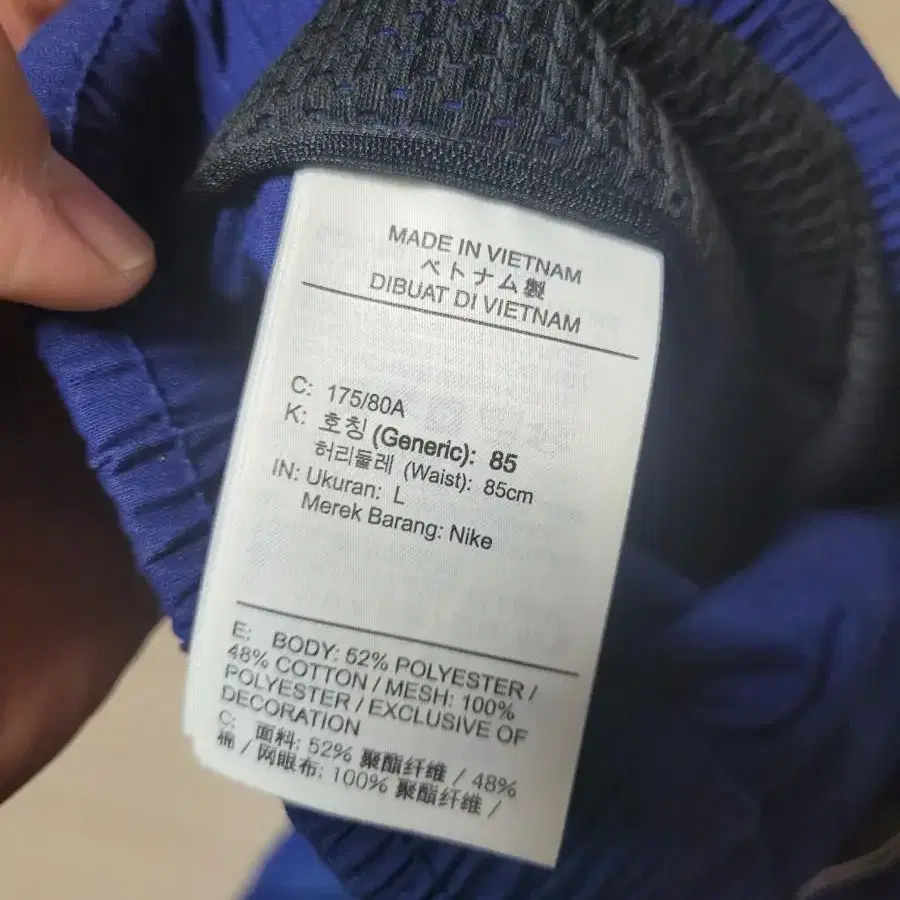 MADE IN VIETNAM
ベトナム製
DIBUAT DI VIETNAM
C: 175/80A
K: 호칭 (Generic): 85
허리둘레 (Waist): 85cm
IN: Ukuran: L
Merek Barang: Nike
E: BODY: 52% POLYESTER /
48% COTTON / MESH: 100%
POLYESTER / EXCLUSIVE OF
DECORATION
C: 面料: 52% 聚酯纤维 / 48%
棉 / 网眼布: 100% 聚酯纤维 /